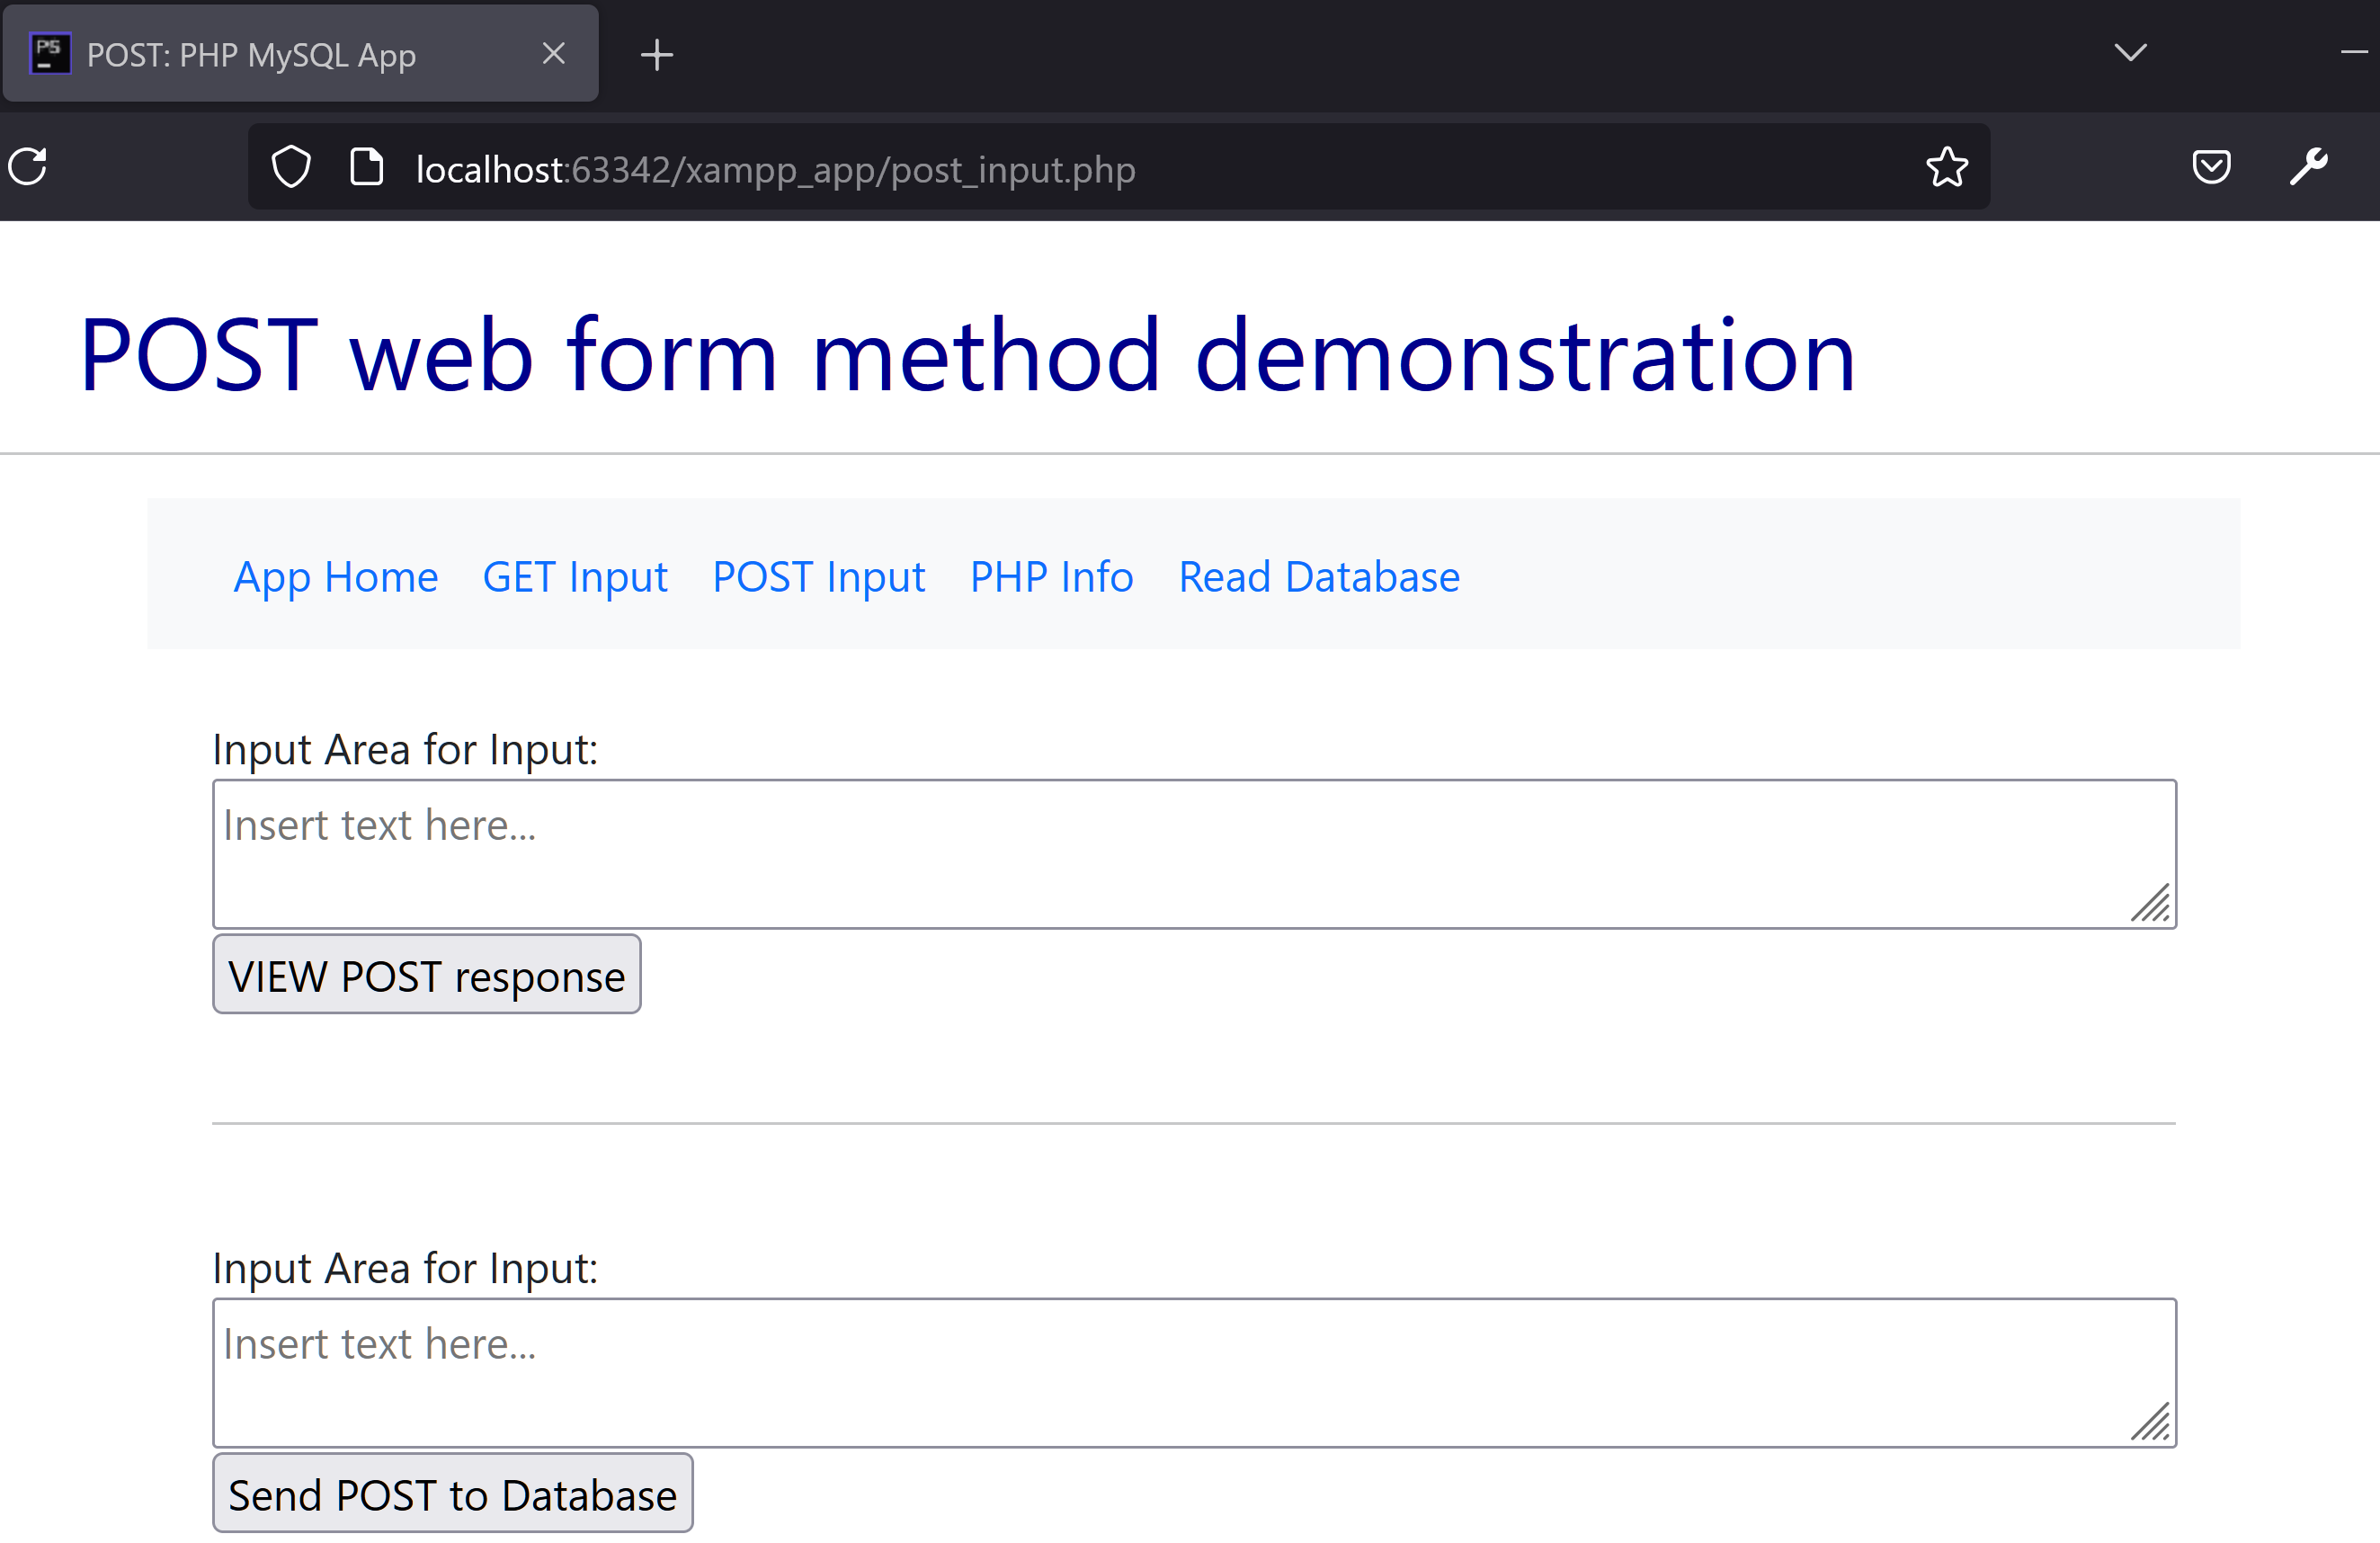 PS
POST: PHP MySQL App
localhost:63342/xampp_app/post_input.php
POST web form method demonstration
App Home GET Input POST Input PHP Info Read Database
Input Area for Input:
Insert text here...
VIEW POST response
Input Area for Input:
Insert text here...
Send POST to Database